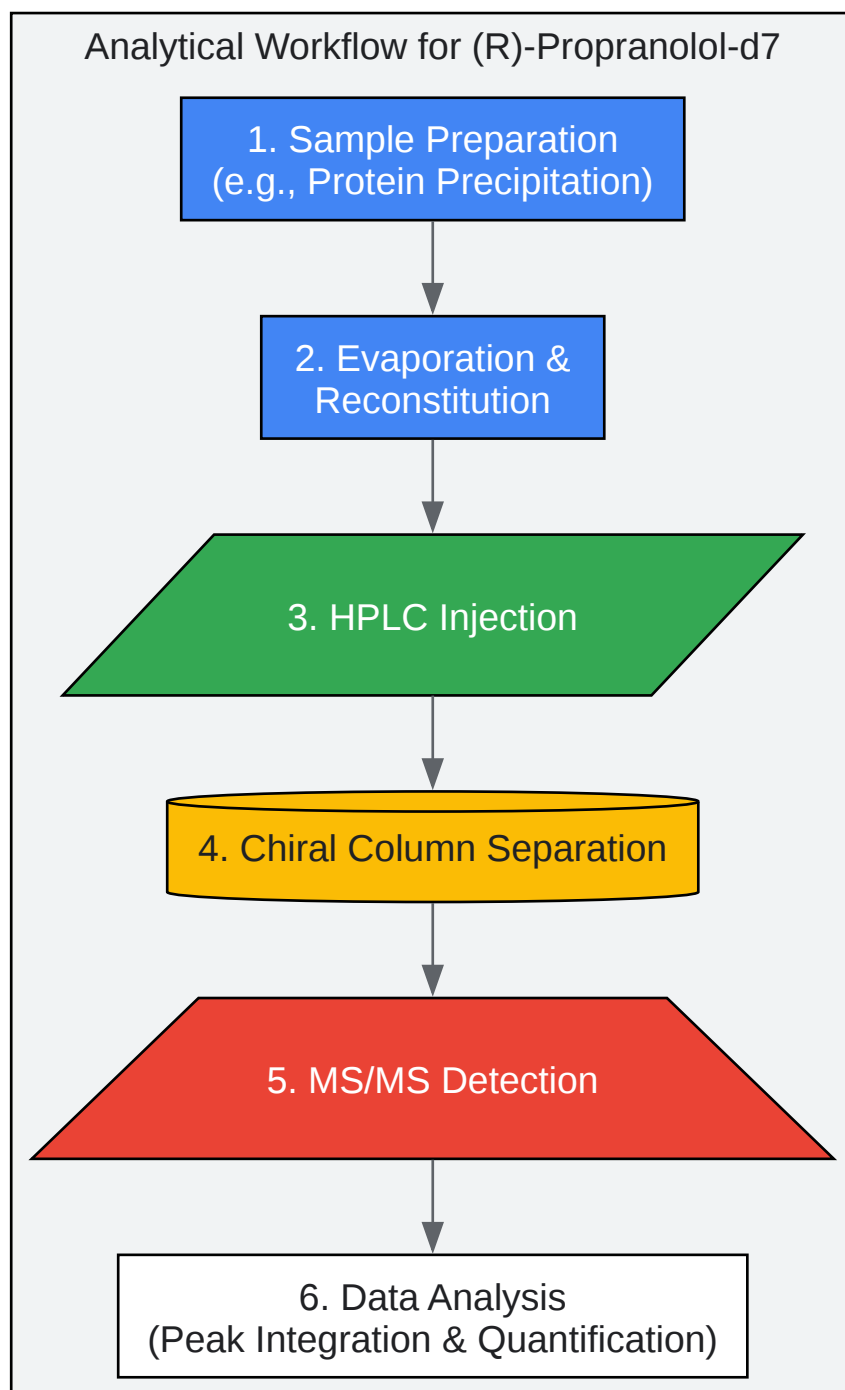 Analytical Workflow for (R)-Propranolol-d7
1. Sample Preparation
(e.g., Protein Precipitation)
2. Evaporation &
Reconstitution
3. HPLC Injection
4. Chiral Column Separation
5. MS/MS Detection
6. Data Analysis
(Peak Integration & Quantification)